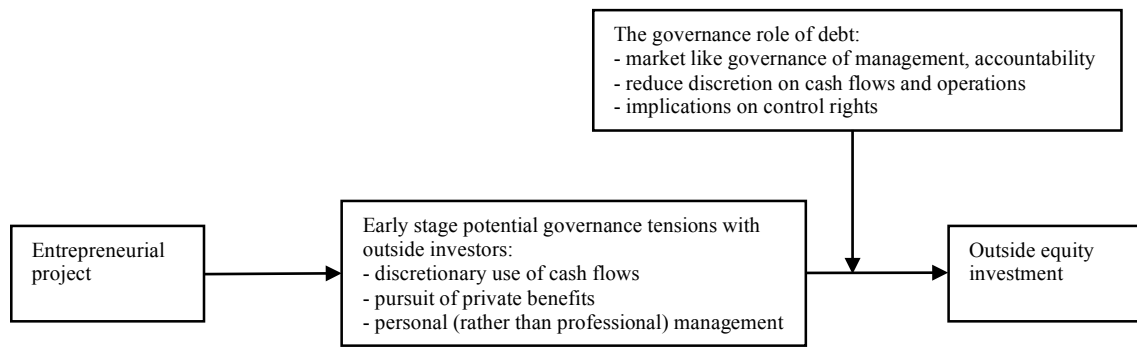 The governance role of debt:
- market like governance of management, accountability
- reduce discretion on cash flows and operations
- implications on control rights
Entrepreneurial
project
Early stage potential governance tensions with
outside investors:
- discretionary use of cash flows
- pursuit of private benefits
- personal (rather than professional) management
Outside equity
investment